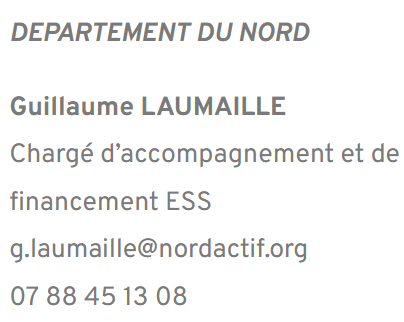 DEPARTEMENT DU NORD
Guillaume LAUMAILLE
Chargé d’accompagnement et de
financement ESS
g.laumaille@nordactif.org
07 88 45 13 08